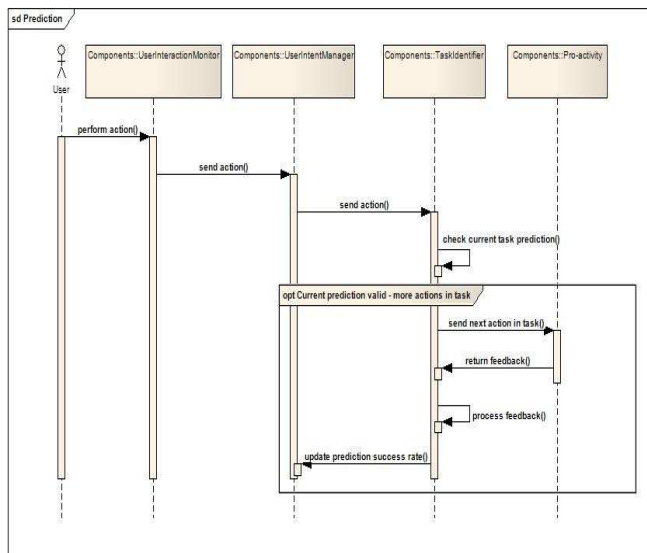 sd Prediction
User
Components::UserInteractionMonitor
Components::UserIntentManager
Components::TaskIdentifier
Components::Pro-activity
perform action()
send action()
send action()
check current task prediction()
opt Current prediction valid - more actions in task
send next action in task()
return feedback()
process feedback()
update prediction success rate()